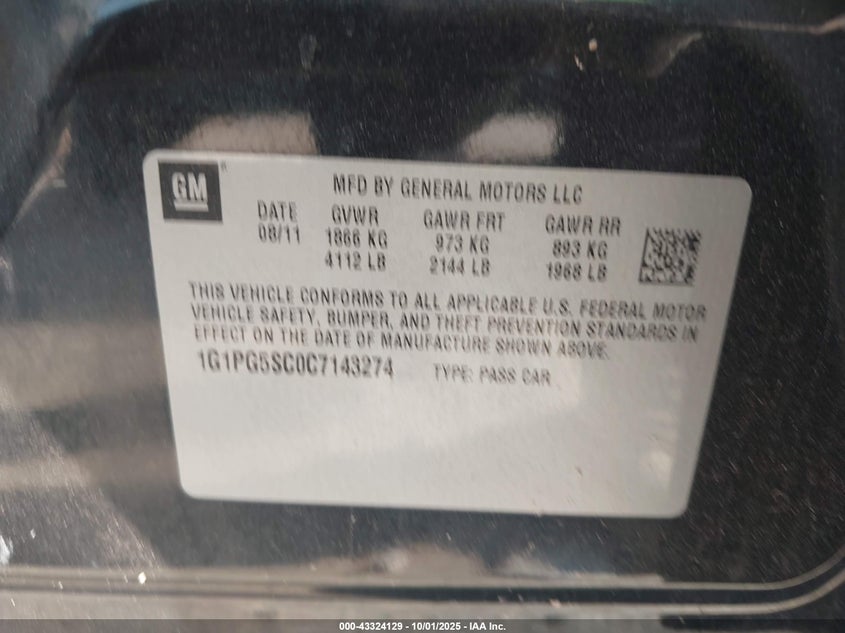 GM
MFD BY GENERAL MOTORS LLC
DATE GVWR GAWR FRT GAWR RR
08/11 1866 KG 973 KG 893 KG
4112 LB 2144 LB 1968 LB
THIS VEHICLE CONFORMS TO ALL APPLICABLE U.S. FEDERAL MOTOR
VEHICLE SAFETY, BUMPER, AND THEFT PREVENTION STANDARDS IN
EFFECT ON THE DATE OF MANUFACTURE SHOWN ABOVE.
1G1PG5SC0C7143274 TYPE: PASS CAR
000-43324129 - 10/01/2025 - IAA Inc.